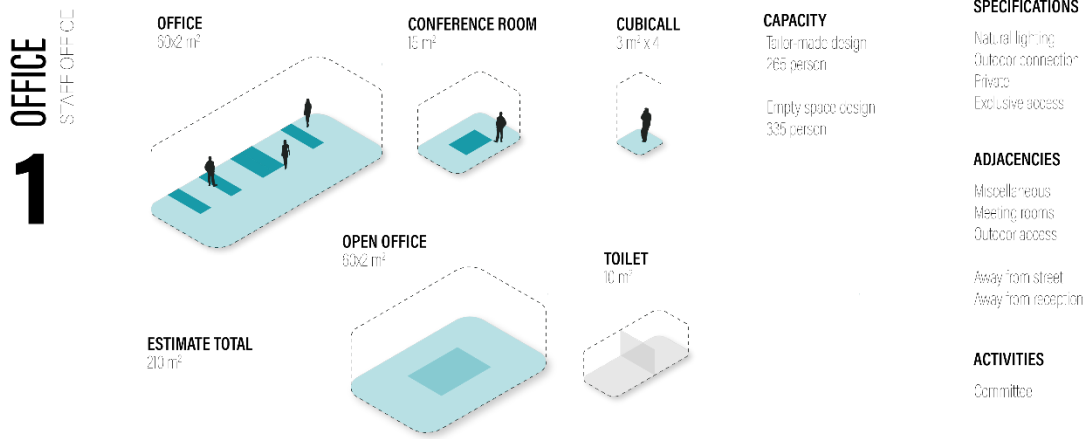 OFFICE
STAFF OFFICE
1
OFFICE
60x2 m²
CONFERENCE ROOM
15 m²
CUBICALL
3 m² x 4
CAPACITY
Tailor-made design
265 person
Empty space design
335 person
SPECIFICATIONS
Natural lighting
Outdoor connection
Private
Exclusive access
ADJACENCIES
Miscellaneous
Meeting rooms
Outdoor access
Away from street
Away from reception
ACTIVITIES
Committee
OPEN OFFICE
60x2 m²
TOILET
10 m²
ESTIMATE TOTAL
210 m²